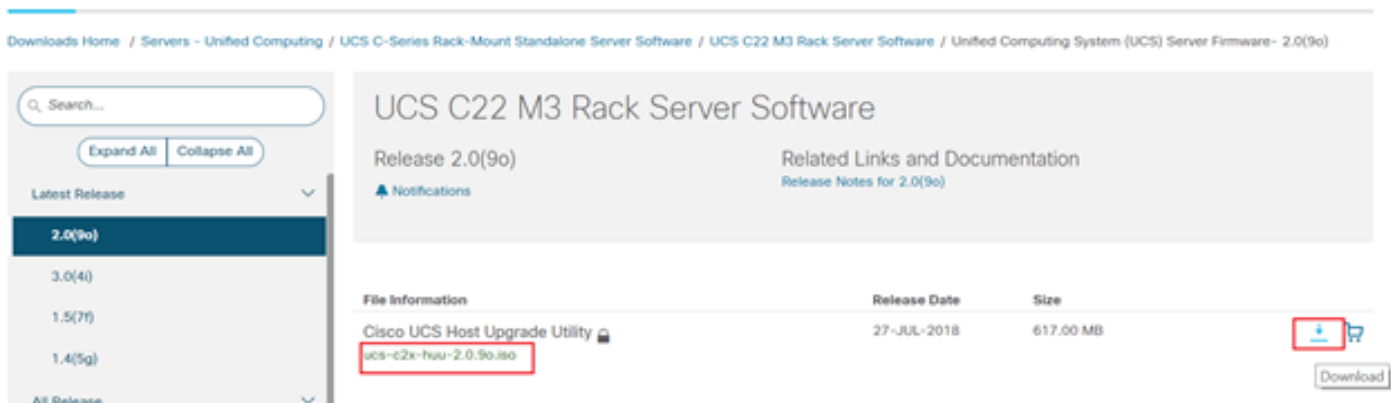 Downloads Home / Servers - Unified Computing / UCS C-Series Rack-Mount Standalone Server Software / UCS C22 M3 Rack Server Software / Unified Computing System (UCS) Server Firmware- 2.0(9o)
Search...
Expand All Collapse All
Latest Release
2.0(9o)
3.0(4i)
1.5(7f)
1.4(5g)
All Release
UCS C22 M3 Rack Server Software
Release 2.0(9o)
Notifications
Related Links and Documentation
Release Notes for 2.0(9o)
File Information Release Date Size
Cisco UCS Host Upgrade Utility 27-JUL-2018 617.00 MB
ucs-c2x-huu-2.0.9o.iso
Download